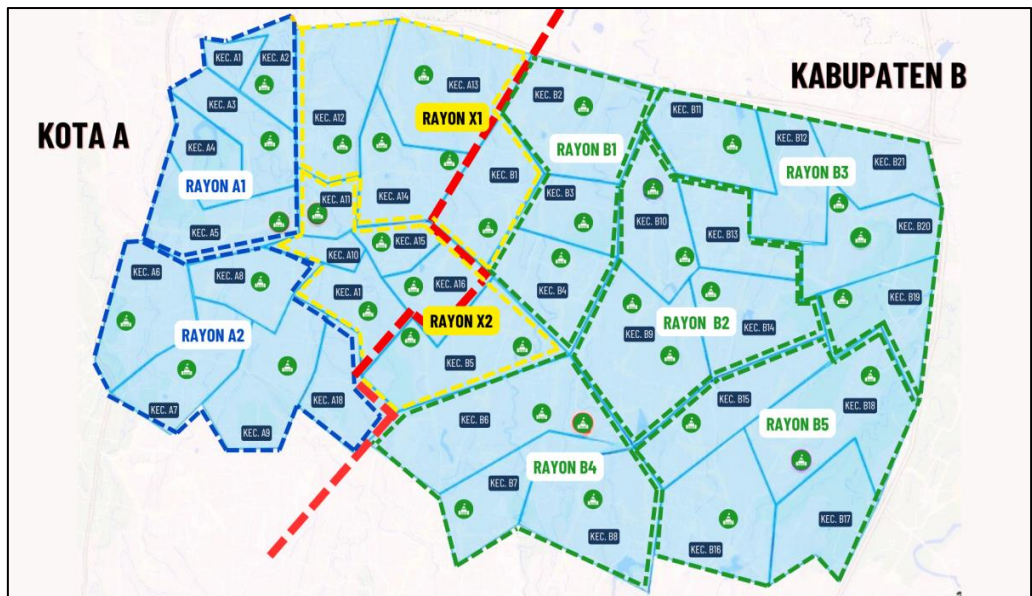 KOTA A
KABUPATEN B
KEC. A1
KEC. A2
KEC. A3
KEC. A4
RAYON A1
KEC. A5
KEC. A12
KEC. A13
RAYON X1
KEC. A14
KEC. B1
KEC. A11
KEC. A10
KEC. A15
KEC. A1
KEC. A16
RAYON X2
KEC. B5
KEC. A6
KEC. A8
RAYON A2
KEC. A7
KEC. A9
KEC. A18
KEC. B2
RAYON B1
KEC. B3
KEC. B4
KEC. B11
KEC. B12
KEC. B21
RAYON B3
KEC. B20
KEC. B19
KEC. B10
KEC. B13
RAYON B2
KEC. B9
KEC. B14
KEC. B6
RAYON B4
KEC. B7
KEC. B8
KEC. B15
KEC. B18
RAYON B5
KEC. B17
KEC. B16